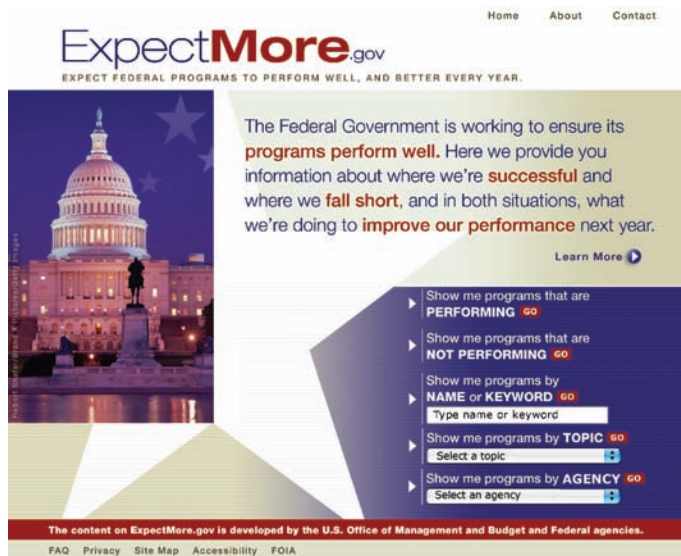 Home About Contact
ExpectMore.gov
EXPECT FEDERAL PROGRAMS TO PERFORM WELL, AND BETTER EVERY YEAR.
The Federal Government is working to ensure its
programs perform well. Here we provide you
information about where we're successful and
where we fall short, and in both situations, what
we're doing to improve our performance next year.
Learn More
Show me programs that are
PERFORMING GO
Show me programs that are
NOT PERFORMING GO
Show me programs by
NAME or KEYWORD GO
Type name or keyword
Show me programs by TOPIC GO
Select a topic
Show me programs by AGENCY GO
Select an agency
The content on ExpectMore.gov is developed by the U.S. Office of Management and Budget and Federal agencies.
FAQ Privacy Site Map Accessibility FOIA